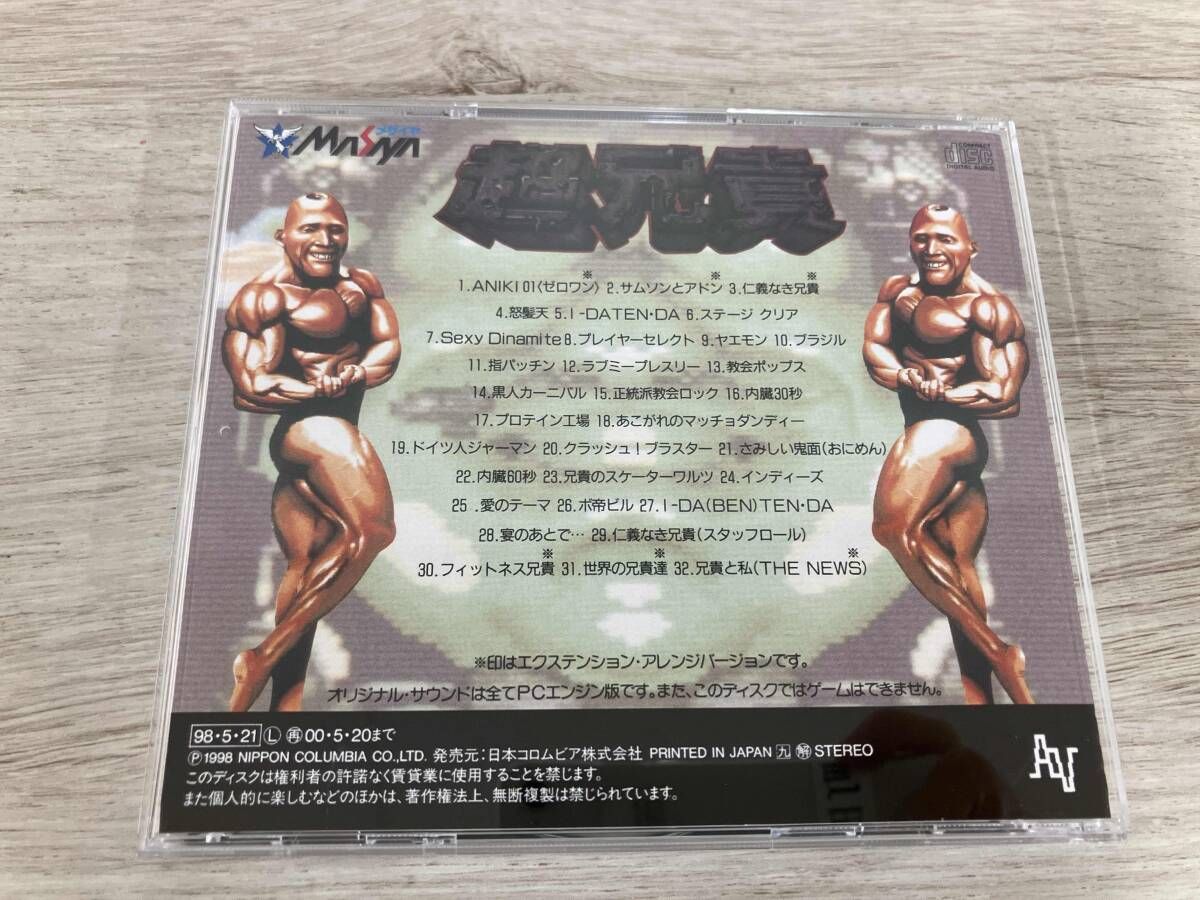 メサイヤ
MASAYA
超兄貴
COMPACT
disc
DIGITAL AUDIO
※ ※ ※
1.ANIKI 01〈ゼロワン〉 2.サムソンとアドン 3.仁義なき兄貴
4.怒髪天 5.I-DATEN・DA 6.ステージ クリア
7.Sexy Dinamite 8.プレイヤーセレクト 9.ヤエモン 10.ブラジル
11.指パッチン 12.ラブミープレスリー 13.教会ポップス
14.黒人カーニバル 15.正統派教会ロック 16.内臓30秒
17.プロテイン工場 18.あこがれのマッチョダンディー
19.ドイツ人ジャーマン 20.クラッシュ!ブラスター 21.さみしい鬼面(おにめん)
22.内臓60秒 23.兄貴のスケーターワルツ 24.インディーズ
25 .愛のテーマ 26.ボ帝ビル 27.I-DA(BEN)TEN・DA
28.宴のあとで… 29.仁義なき兄貴(スタッフロール)
※ ※ ※
30.フィットネス兄貴 31.世界の兄貴達 32.兄貴と私(THE NEWS)
※印はエクステンション・アレンジバージョンです。
オリジナル・サウンドは全てPCエンジン版です。また、このディスクではゲームはできません。
98・5・21 Ⓛ 再 00・5・20まで
Ⓟ1998 NIPPON COLUMBIA CO.,LTD. 発売元:日本コロムビア株式会社 PRINTED IN JAPAN 九 解 STEREO
このディスクは権利者の許諾なく賃貸業に使用することを禁じます。
また個人的に楽しむなどのほかは、著作権法上、無断複製は禁じられています。